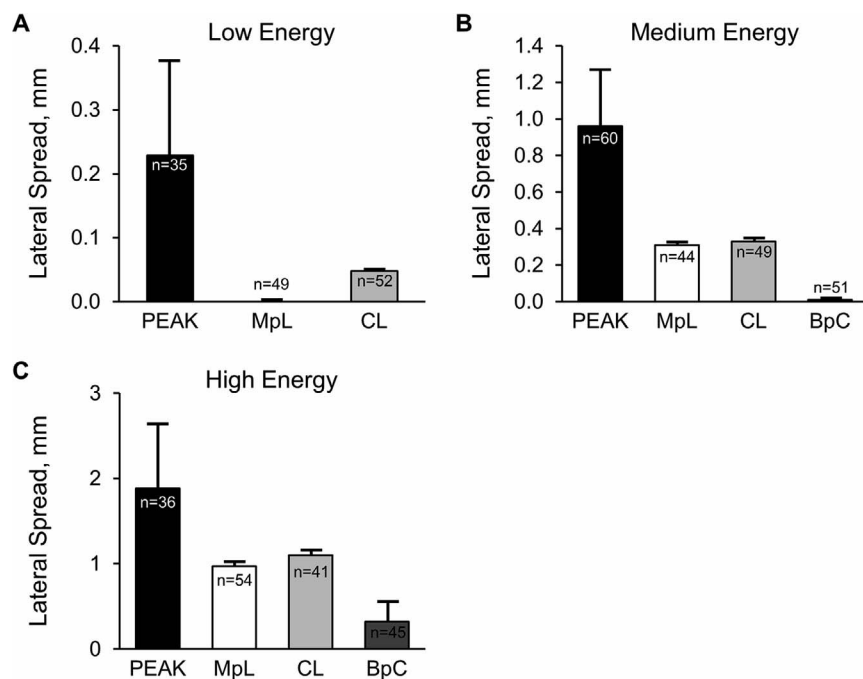 A
Low Energy
Lateral Spread, mm
0.4
0.3
0.2
0.1
0.0
n=35
n=49
n=52
PEAK MpL CL
B
Medium Energy
Lateral Spread, mm
1.4
1.2
1.0
0.8
0.6
0.4
0.2
0.0
n=60
n=44
n=49
n=51
PEAK MpL CL BpC
C
High Energy
Lateral Spread, mm
3
2
1
0
n=36
n=54
n=41
n=45
PEAK MpL CL BpC